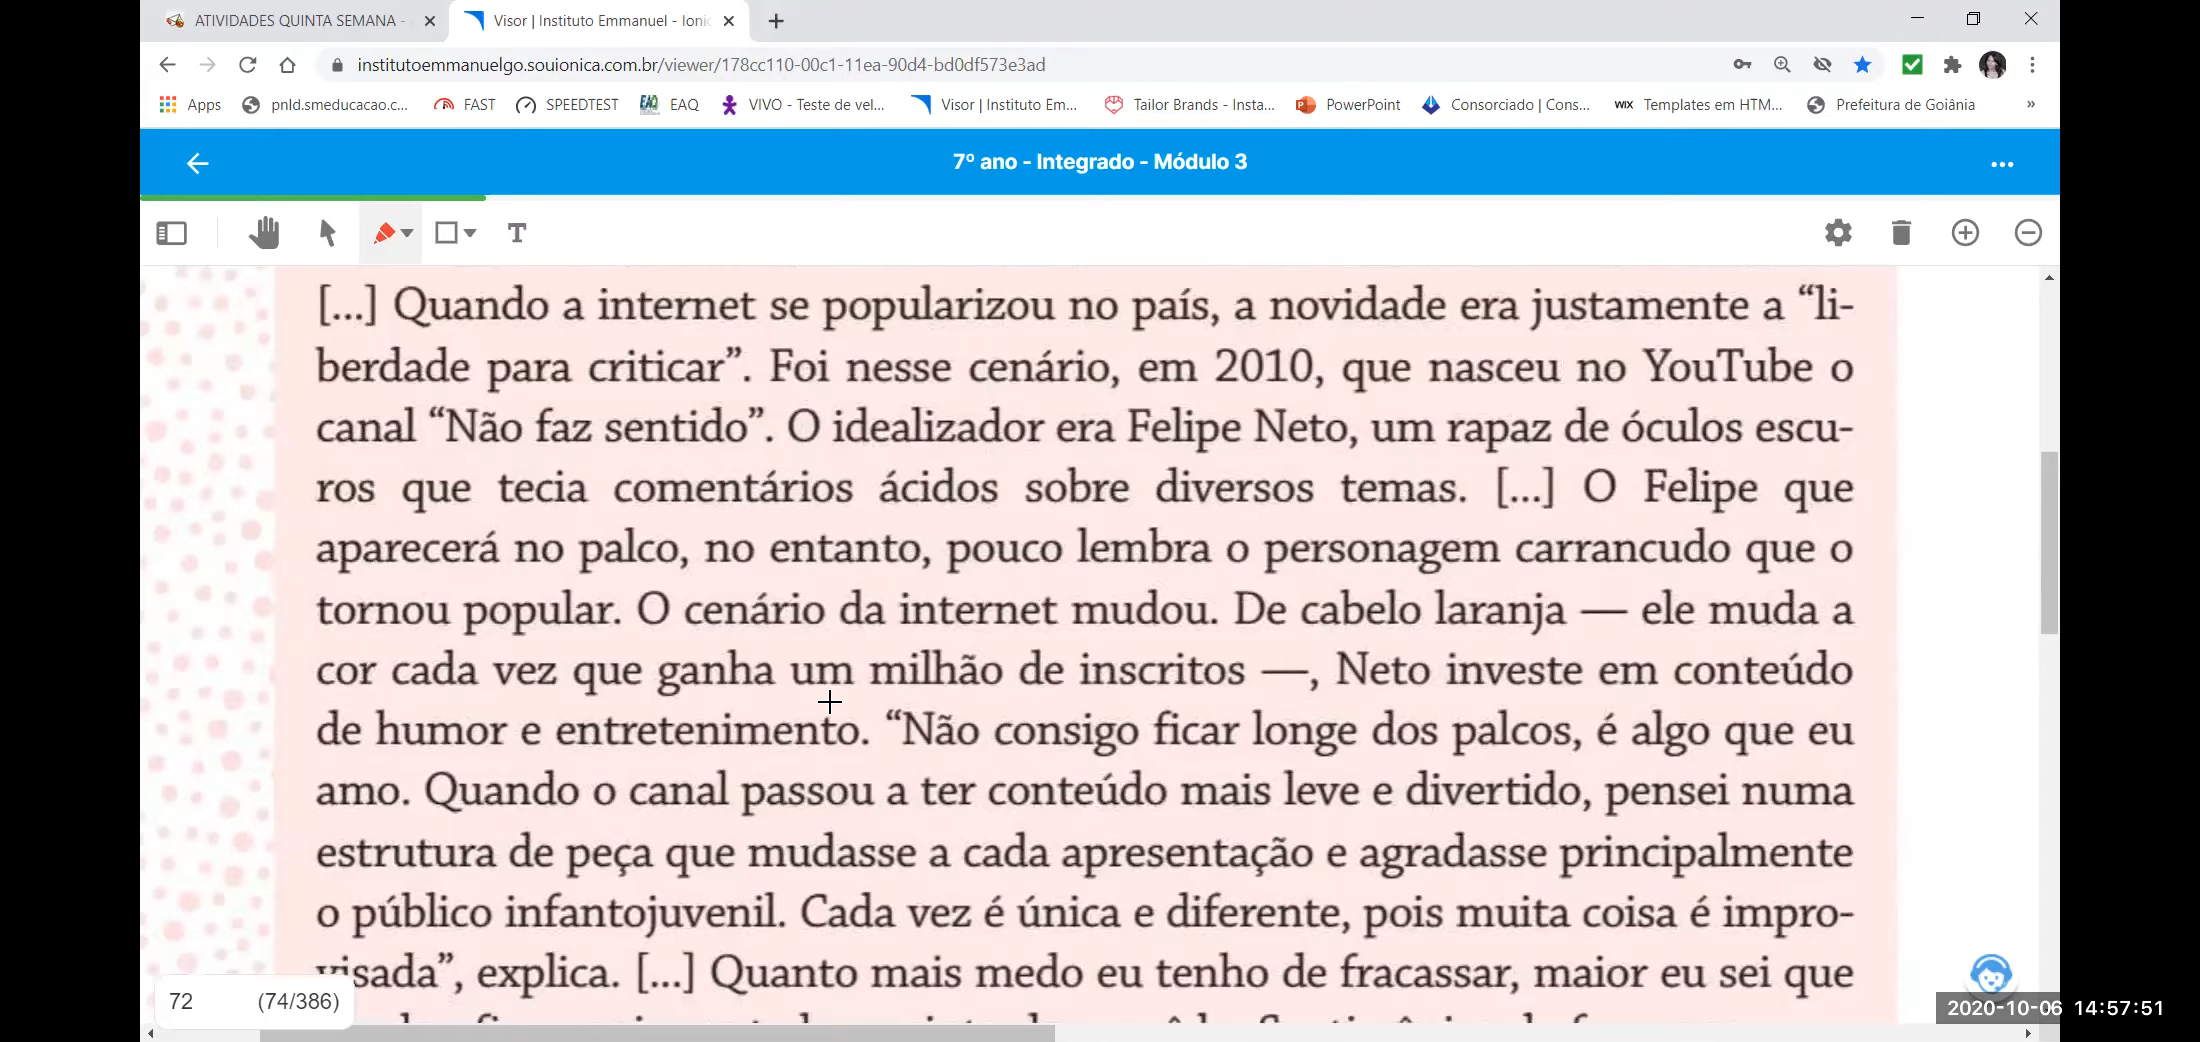 ATIVIDADES QUINTA SEMANA -
Visor | Instituto Emmanuel - Ionic
institutoemmanuelgo.souionica.com.br/viewer/178cc110-00c1-11ea-90d4-bd0df573e3ad
Apps pnld.smeducacao.c... FAST SPEEDTEST EAQ VIVO - Teste de vel... Visor | Instituto Em... Tailor Brands - Insta... PowerPoint Consorciado | Cons... WIX Templates em HTM... Prefeitura de Goiânia »
7º ano - Integrado - Módulo 3
T
[...] Quando a internet se popularizou no país, a novidade era justamente a “li-
berdade para criticar”. Foi nesse cenário, em 2010, que nasceu no YouTube o
canal “Não faz sentido”. O idealizador era Felipe Neto, um rapaz de óculos escu-
ros que tecia comentários ácidos sobre diversos temas. [...] O Felipe que
aparecerá no palco, no entanto, pouco lembra o personagem carrancudo que o
tornou popular. O cenário da internet mudou. De cabelo laranja — ele muda a
cor cada vez que ganha um milhão de inscritos —, Neto investe em conteúdo
de humor e entretenimento. “Não consigo ficar longe dos palcos, é algo que eu
amo. Quando o canal passou a ter conteúdo mais leve e divertido, pensei numa
estrutura de peça que mudasse a cada apresentação e agradasse principalmente
o público infantojuvenil. Cada vez é única e diferente, pois muita coisa é impro-
visada”, explica. [...] Quanto mais medo eu tenho de fracassar, maior eu sei que
72 (74/386)
2020-10-06 14:57:51